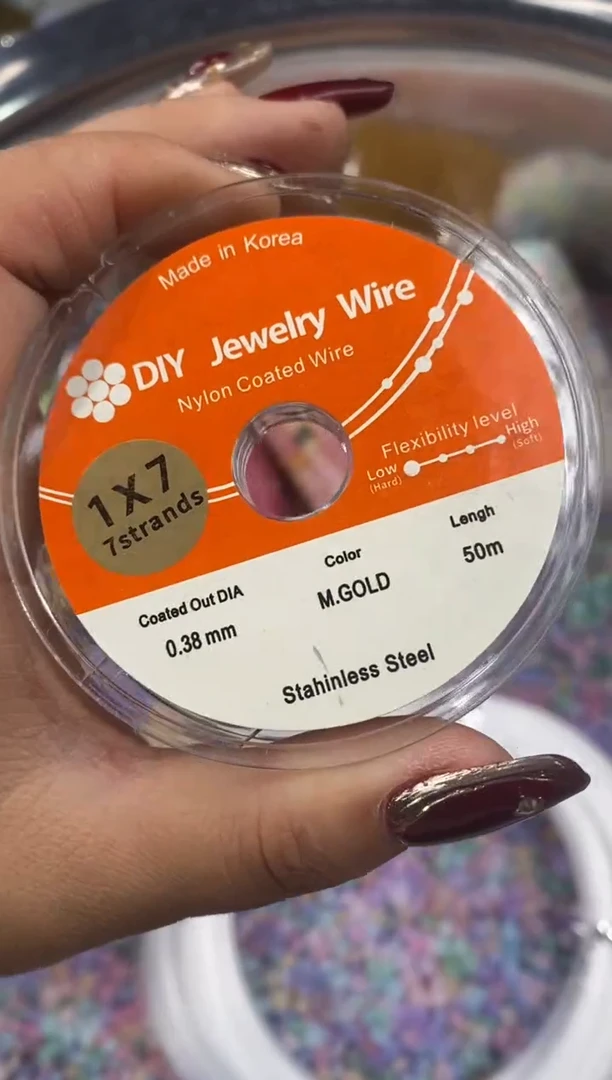 Made in Korea
DIY Jewelry Wire
Nylon Coated Wire
Flexibility level
Low High
(Hard) (Soft)
1X7
7strands
Coated Out DIA
0.38 mm
Color
M.GOLD
Lengh
50m
Stahinless Steel